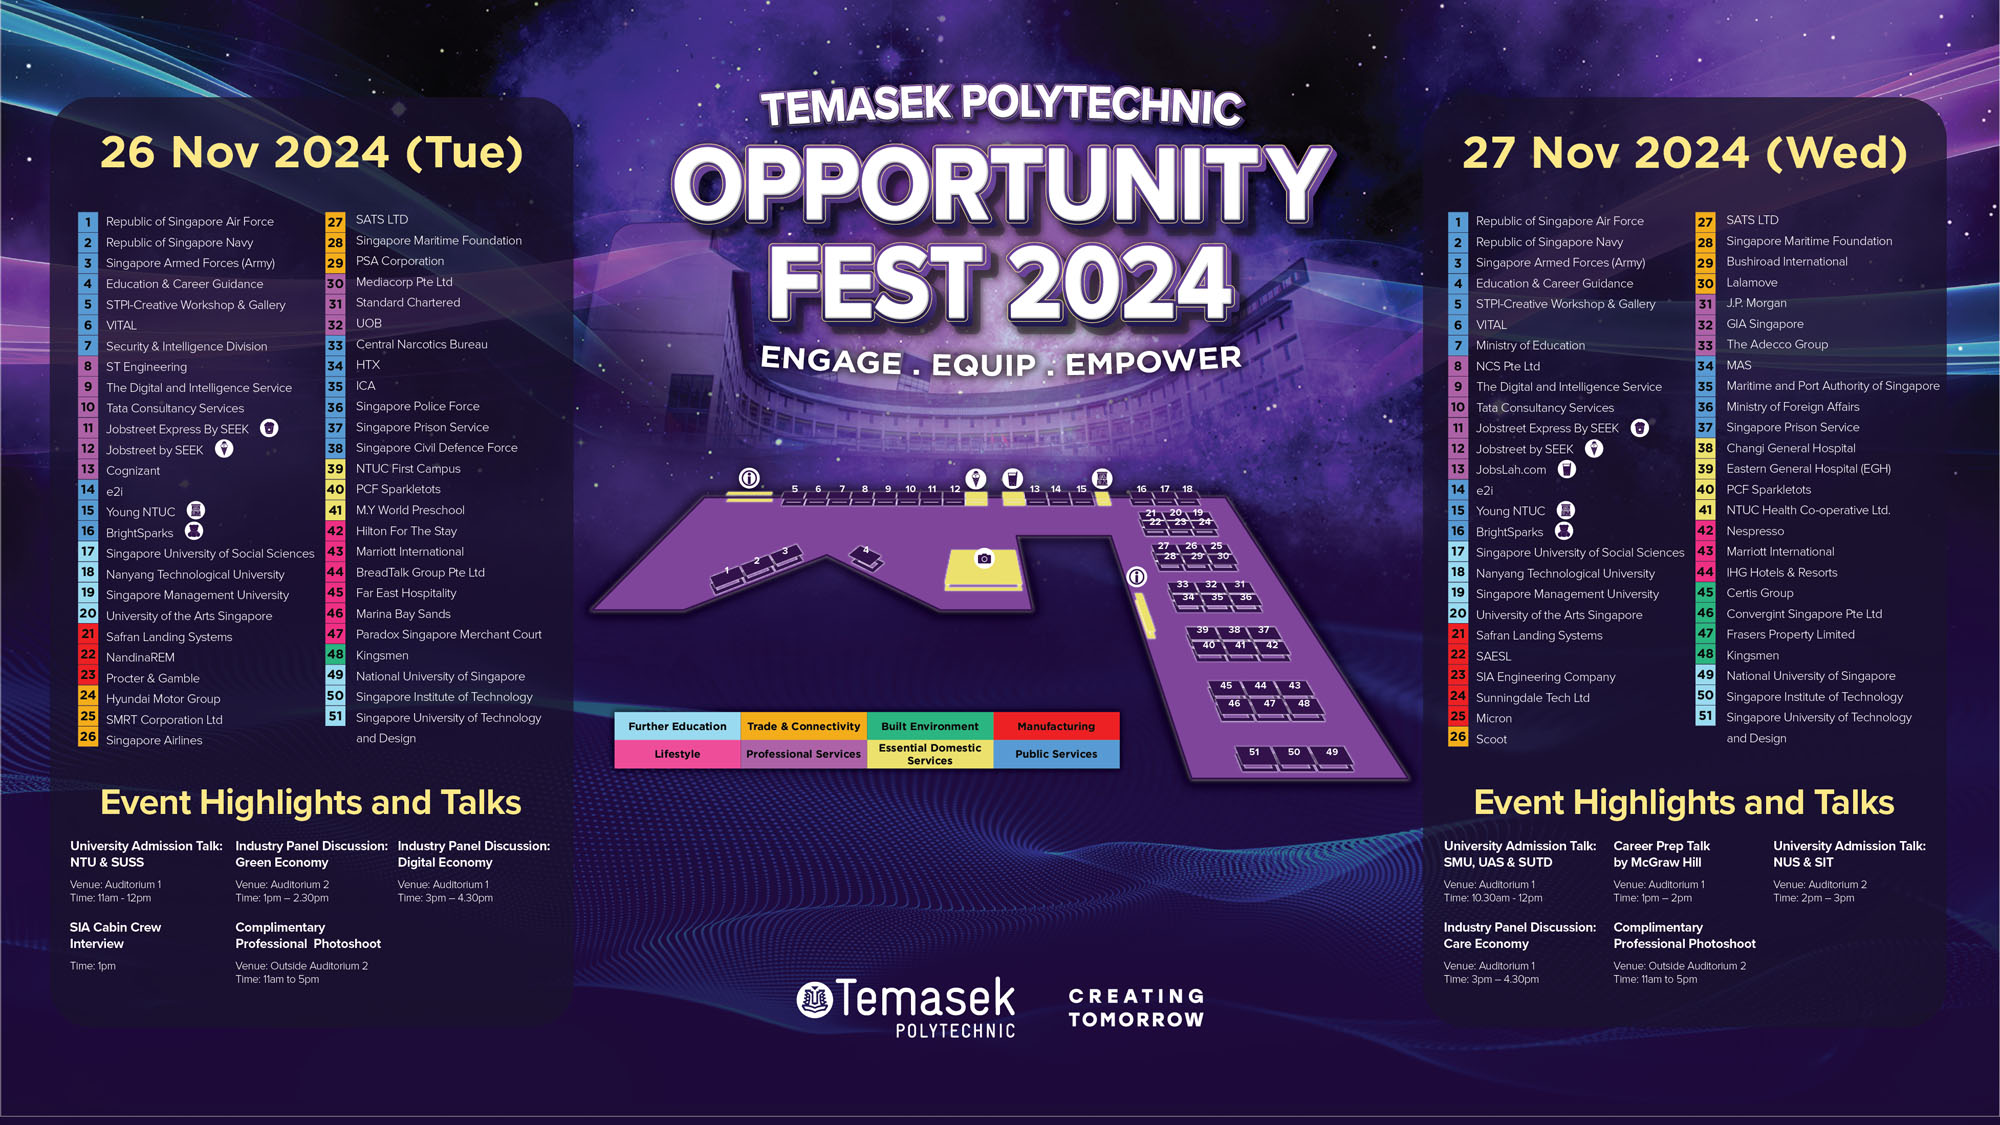 TEMASEK POLYTECHNIC
OPPORTUNITY
FEST 2024
ENGAGE . EQUIP . EMPOWER
26 Nov 2024 (Tue)
1 Republic of Singapore Air Force
2 Republic of Singapore Navy
3 Singapore Armed Forces (Army)
4 Education & Career Guidance
5 STPI-Creative Workshop & Gallery
6 VITAL
7 Security & Intelligence Division
8 ST Engineering
9 The Digital and Intelligence Service
10 Tata Consultancy Services
11 Jobstreet Express By SEEK
12 Jobstreet by SEEK
13 Cognizant
14 e2i
15 Young NTUC
16 BrightSparks
17 Singapore University of Social Sciences
18 Nanyang Technological University
19 Singapore Management University
20 University of the Arts Singapore
21 Safran Landing Systems
22 NandinaREM
23 Procter & Gamble
24 Hyundai Motor Group
25 SMRT Corporation Ltd
26 Singapore Airlines
27 SATS LTD
28 Singapore Maritime Foundation
29 PSA Corporation
30 Mediacorp Pte Ltd
31 Standard Chartered
32 UOB
33 Central Narcotics Bureau
34 HTX
35 ICA
36 Singapore Police Force
37 Singapore Prison Service
38 Singapore Civil Defence Force
39 NTUC First Campus
40 PCF Sparkletots
41 M.Y World Preschool
42 Hilton For The Stay
43 Marriott International
44 BreadTalk Group Pte Ltd
45 Far East Hospitality
46 Marina Bay Sands
47 Paradox Singapore Merchant Court
48 Kingsmen
49 National University of Singapore
50 Singapore Institute of Technology
51 Singapore University of Technology
and Design
Event Highlights and Talks
University Admission Talk:
NTU & SUSS
Venue: Auditorium 1
Time: 11am - 12pm
Industry Panel Discussion:
Green Economy
Venue: Auditorium 2
Time: 1pm – 2.30pm
Industry Panel Discussion:
Digital Economy
Venue: Auditorium 1
Time: 3pm – 4.30pm
SIA Cabin Crew
Interview
Time: 1pm
Complimentary
Professional Photoshoot
Venue: Outside Auditorium 2
Time: 11am to 5pm
5 6 7 8 9 10 11 12 13 14 15 16 17 18
21 20 19
22 23 24
1 2 3 4
27 26 25
28 29 30
33 32 31
34 35 36
39 38 37
40 41 42
45 44 43
46 47 48
51 50 49
Further Education
Trade & Connectivity
Built Environment
Manufacturing
Lifestyle
Professional Services
Essential Domestic
Services
Public Services
Temasek
POLYTECHNIC
CREATING
TOMORROW
27 Nov 2024 (Wed)
1 Republic of Singapore Air Force
2 Republic of Singapore Navy
3 Singapore Armed Forces (Army)
4 Education & Career Guidance
5 STPI-Creative Workshop & Gallery
6 VITAL
7 Ministry of Education
8 NCS Pte Ltd
9 The Digital and Intelligence Service
10 Tata Consultancy Services
11 Jobstreet Express By SEEK
12 Jobstreet by SEEK
13 JobsLah.com
14 e2i
15 Young NTUC
16 BrightSparks
17 Singapore University of Social Sciences
18 Nanyang Technological University
19 Singapore Management University
20 University of the Arts Singapore
21 Safran Landing Systems
22 SAESL
23 SIA Engineering Company
24 Sunningdale Tech Ltd
25 Micron
26 Scoot
27 SATS LTD
28 Singapore Maritime Foundation
29 Bushiroad International
30 Lalamove
31 J.P. Morgan
32 GIA Singapore
33 The Adecco Group
34 MAS
35 Maritime and Port Authority of Singapore
36 Ministry of Foreign Affairs
37 Singapore Prison Service
38 Changi General Hospital
39 Eastern General Hospital (EGH)
40 PCF Sparkletots
41 NTUC Health Co-operative Ltd.
42 Nespresso
43 Marriott International
44 IHG Hotels & Resorts
45 Certis Group
46 Convergint Singapore Pte Ltd
47 Frasers Property Limited
48 Kingsmen
49 National University of Singapore
50 Singapore Institute of Technology
51 Singapore University of Technology
and Design
Event Highlights and Talks
University Admission Talk:
SMU, UAS & SUTD
Venue: Auditorium 1
Time: 10.30am - 12pm
Career Prep Talk
by McGraw Hill
Venue: Auditorium 1
Time: 1pm – 2pm
University Admission Talk:
NUS & SIT
Venue: Auditorium 2
Time: 2pm – 3pm
Industry Panel Discussion:
Care Economy
Venue: Auditorium 1
Time: 3pm – 4.30pm
Complimentary
Professional Photoshoot
Venue: Outside Auditorium 2
Time: 11am to 5pm